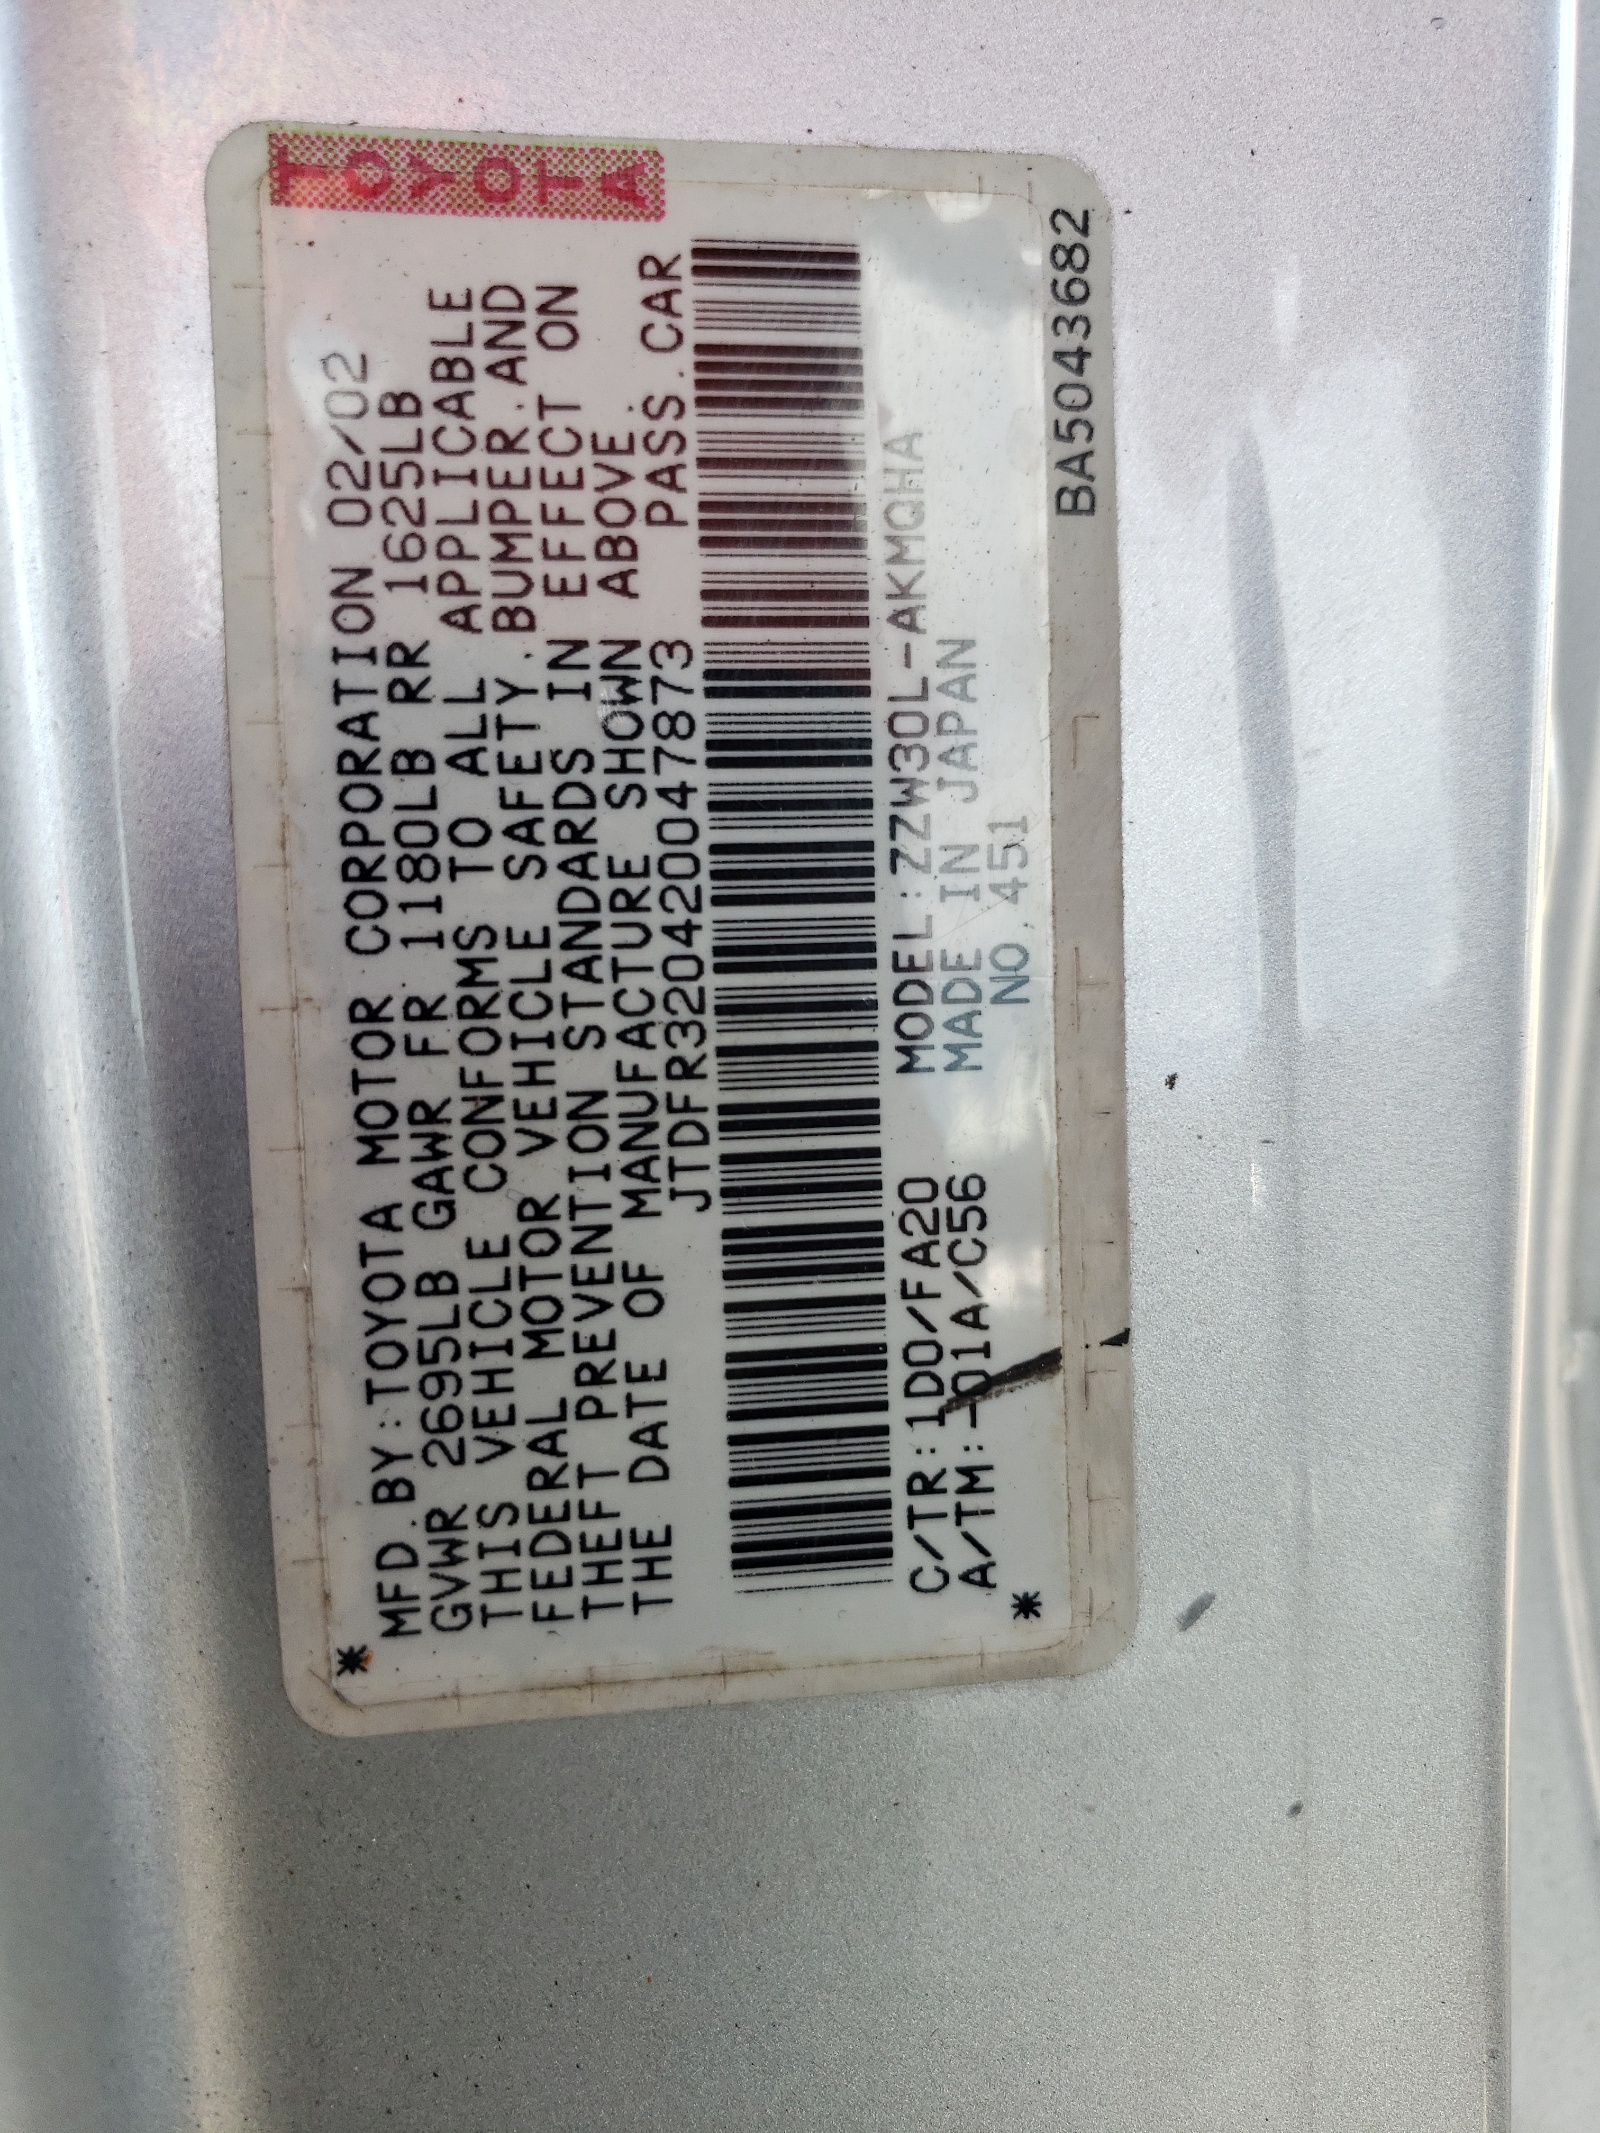 TOYOTA
MFD.BY:TOYOTA MOTOR CORPORATION 02/02
GVWR 2695LB GAWR FR 1180LB RR 1625LB
THIS VEHICLE CONFORMS TO ALL APPLICABLE
FEDERAL MOTOR VEHICLE SAFETY.BUMPER.AND
THEFT PREVENTION STANDARDS IN EFFECT ON
THE DATE OF MANUFACTURE SHOWN ABOVE.
JTDFR320420047873 PASS.CAR
C/TR:1D0/FA20 MODEL:ZZW30L-AKMQHA
A/TM:-01A/C56 MADE IN JAPAN
NO.451
BA5043682